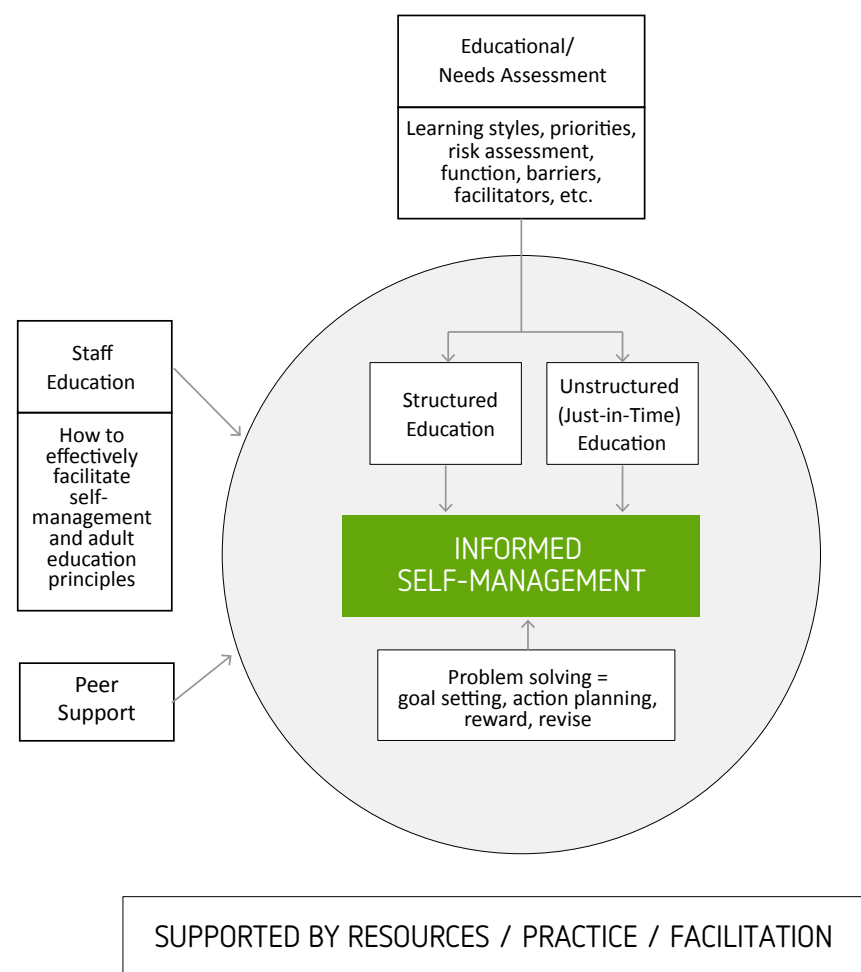 Educational/
Needs Assessment
Learning styles, priorities,
risk assessment,
function, barriers,
facilitators, etc.
Staff
Education
How to
effectively
facilitate
self-
management
and adult
education
principles
Peer
Support
Structured
Education
Unstructured
(Just-in-Time)
Education
INFORMED
SELF-MANAGEMENT
Problem solving =
goal setting, action planning,
reward, revise
SUPPORTED BY RESOURCES / PRACTICE / FACILITATION